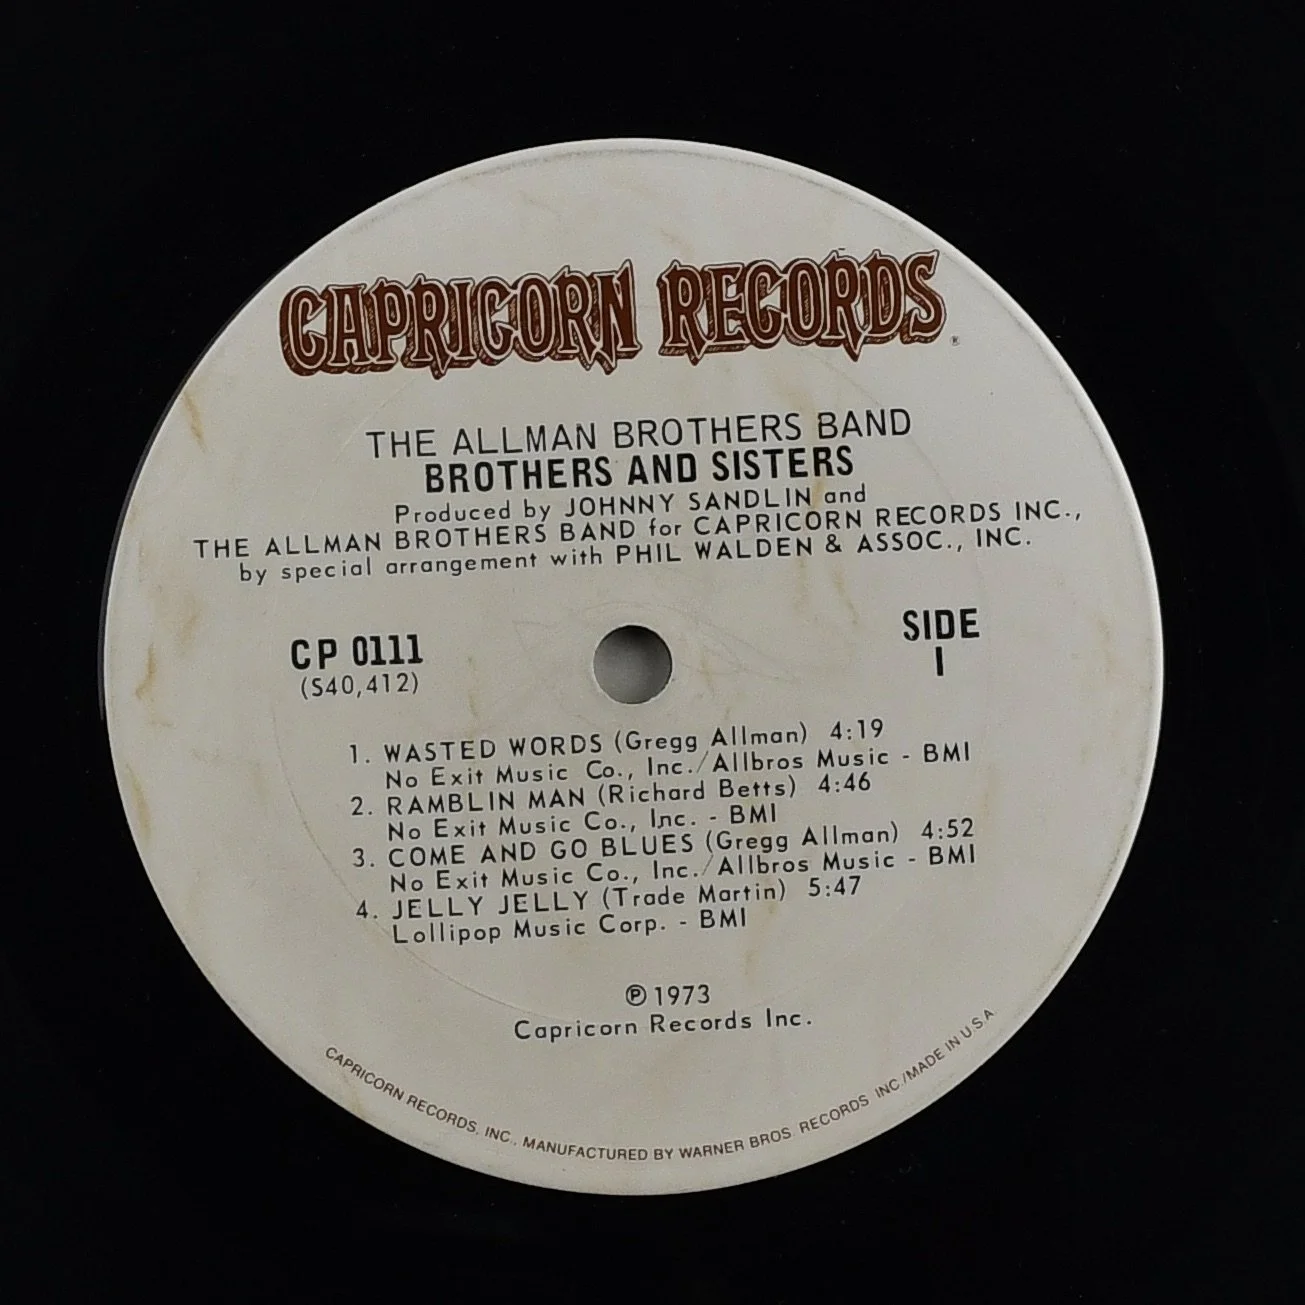 CAPRICORN RECORDS
THE ALLMAN BROTHERS BAND
BROTHERS AND SISTERS
Produced by JOHNNY SANDLIN and
THE ALLMAN BROTHERS BAND for CAPRICORN RECORDS INC.,
by special arrangement with PHIL WALDEN & ASSOC., INC.
CP 0111
(S40,412)
SIDE
1
1. WASTED WORDS (Gregg Allman) 4:19
No Exit Music Co., Inc./Allbros Music - BMI
2. RAMBLIN MAN (Richard Betts) 4:46
No Exit Music Co., Inc. - BMI
3. COME AND GO BLUES (Gregg Allman) 4:52
No Exit Music Co., Inc./Allbros Music - BMI
4. JELLY JELLY (Trade Martin) 5:47
Lollipop Music Corp. - BMI
℗ 1973
Capricorn Records Inc.
CAPRICORN RECORDS, INC., MANUFACTURED BY WARNER BROS. RECORDS INC./MADE IN U.S.A.